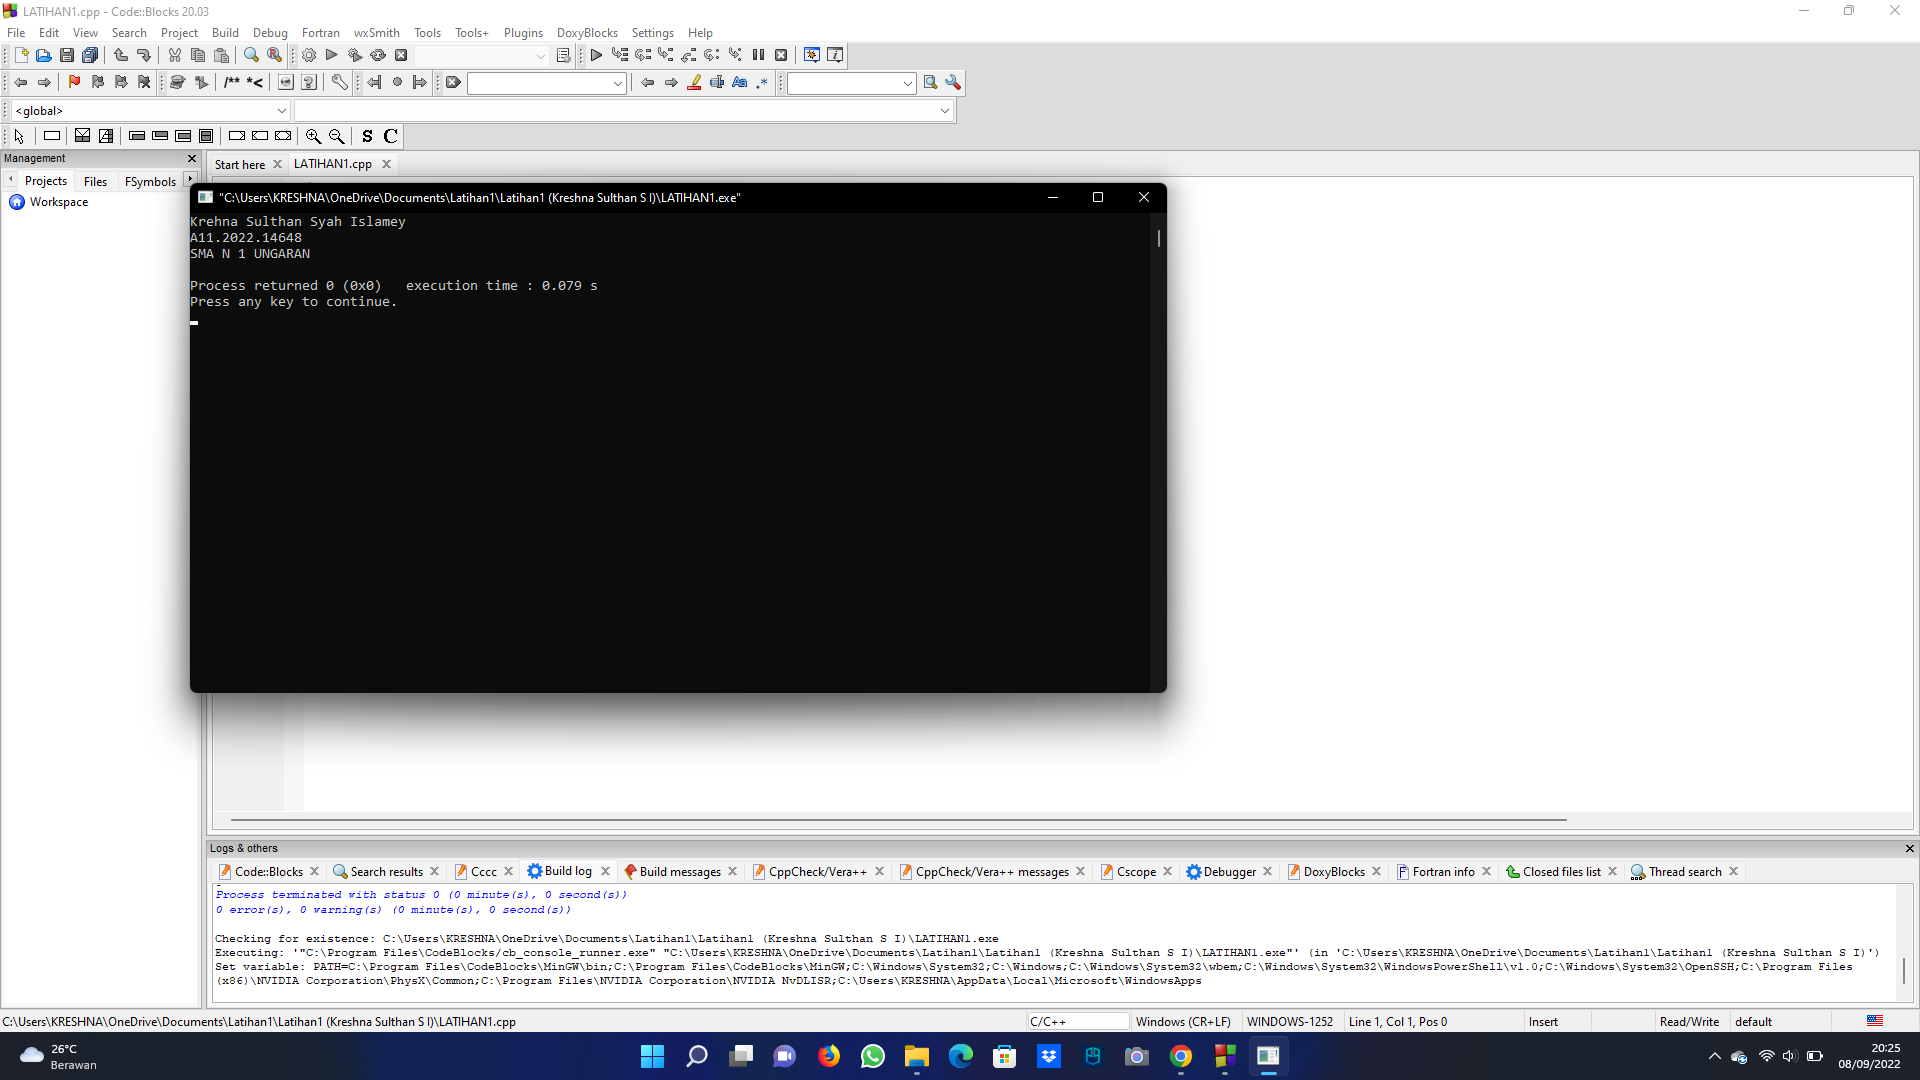 LATIHAN1.cpp - Code::Blocks 20.03
File Edit View Search Project Build Debug Fortran wxSmith Tools Tools+ Plugins DoxyBlocks Settings Help
/** *<
Aa .*
<global>
S C
Management
Start here LATIHAN1.cpp
Projects Files FSymbols
Workspace
"C:\Users\KRESHNA\OneDrive\Documents\Latihan1\Latihan1 (Kreshna Sulthan S I)\LATIHAN1.exe"
Krehna Sulthan Syah Islamey
A11.2022.14648
SMA N 1 UNGARAN
Process returned 0 (0x0)   execution time : 0.079 s
Press any key to continue.
Logs & others
Code::Blocks Search results Cccc Build log Build messages CppCheck/Vera++ CppCheck/Vera++ messages Cscope Debugger DoxyBlocks Fortran info Closed files list Thread search
Process terminated with status 0 (0 minute(s), 0 second(s))
0 error(s), 0 warning(s) (0 minute(s), 0 second(s))
Checking for existence: C:\Users\KRESHNA\OneDrive\Documents\Latihan1\Latihan1 (Kreshna Sulthan S I)\LATIHAN1.exe
Executing: '"C:\Program Files\CodeBlocks/cb_console_runner.exe" "C:\Users\KRESHNA\OneDrive\Documents\Latihan1\Latihan1 (Kreshna Sulthan S I)\LATIHAN1.exe"' (in 'C:\Users\KRESHNA\OneDrive\Documents\Latihan1\Latihan1 (Kreshna Sulthan S I)')
Set variable: PATH=C:\Program Files\CodeBlocks\MinGW\bin;C:\Program Files\CodeBlocks\MinGW;C:\Windows\System32;C:\Windows;C:\Windows\System32\wbem;C:\Windows\System32\WindowsPowerShell\v1.0;C:\Windows\System32\OpenSSH;C:\Program Files
(x86)\NVIDIA Corporation\PhysX\Common;C:\Program Files\NVIDIA Corporation\NVIDIA NvDLISR;C:\Users\KRESHNA\AppData\Local\Microsoft\WindowsApps
C:\Users\KRESHNA\OneDrive\Documents\Latihan1\Latihan1 (Kreshna Sulthan S I)\LATIHAN1.cpp C/C++ Windows (CR+LF) WINDOWS-1252 Line 1, Col 1, Pos 0 Insert Read/Write default
26°C
Berawan
20:25
08/09/2022